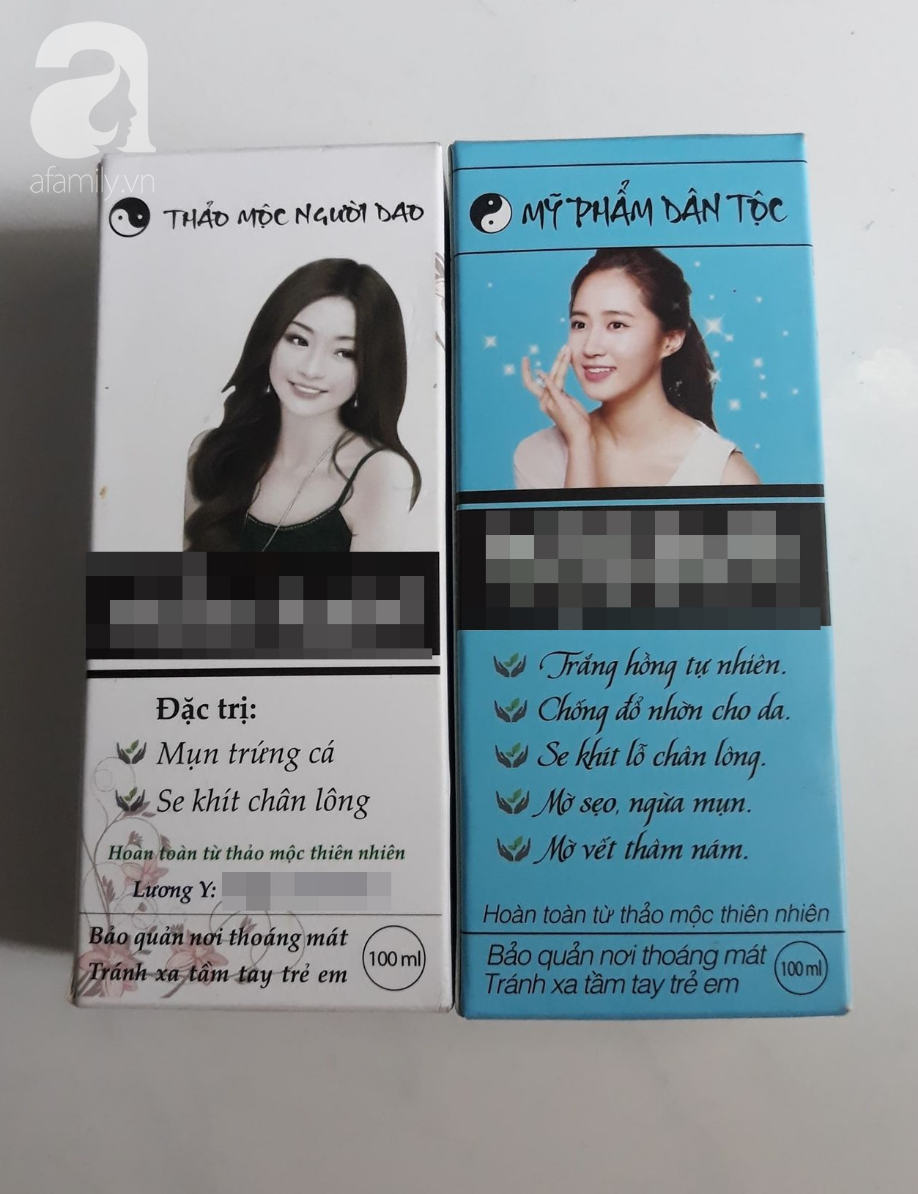 a
afamily.vn
THẢO MỘC NGƯỜI DAO
Đặc trị:
Mụn trứng cá
Se khít chân lông
Hoàn toàn từ thảo mộc thiên nhiên
Lương Y:
Bảo quản nơi thoáng mát
Tránh xa tầm tay trẻ em
100 ml
MỸ PHẨM DÂN TỘC
Trắng hồng tự nhiên.
Chống đổ nhờn cho da.
Se khít lỗ chân lông.
Mờ sẹo, ngừa mụn.
Mờ vết thàm nám.
Hoàn toàn từ thảo mộc thiên nhiên
Bảo quản nơi thoáng mát
Tránh xa tầm tay trẻ em
100 ml